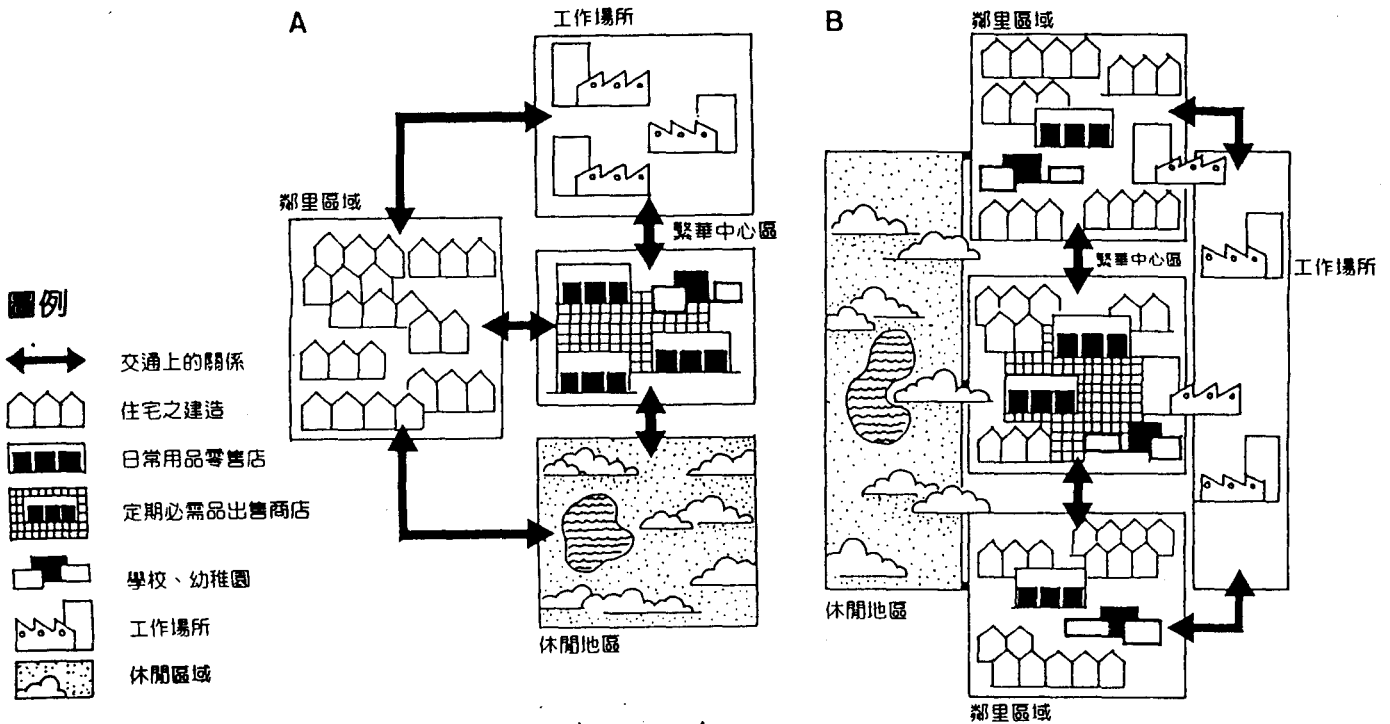 A
工作場所
鄰里區域
繁華中心區
休閒地區
B
鄰里區域
繁華中心區
工作場所
休閒地區
鄰里區域
圖例
交通上的關係
住宅之建造
日常用品零售店
定期必需品出售商店
學校、幼稚園
工作場所
休閒區域